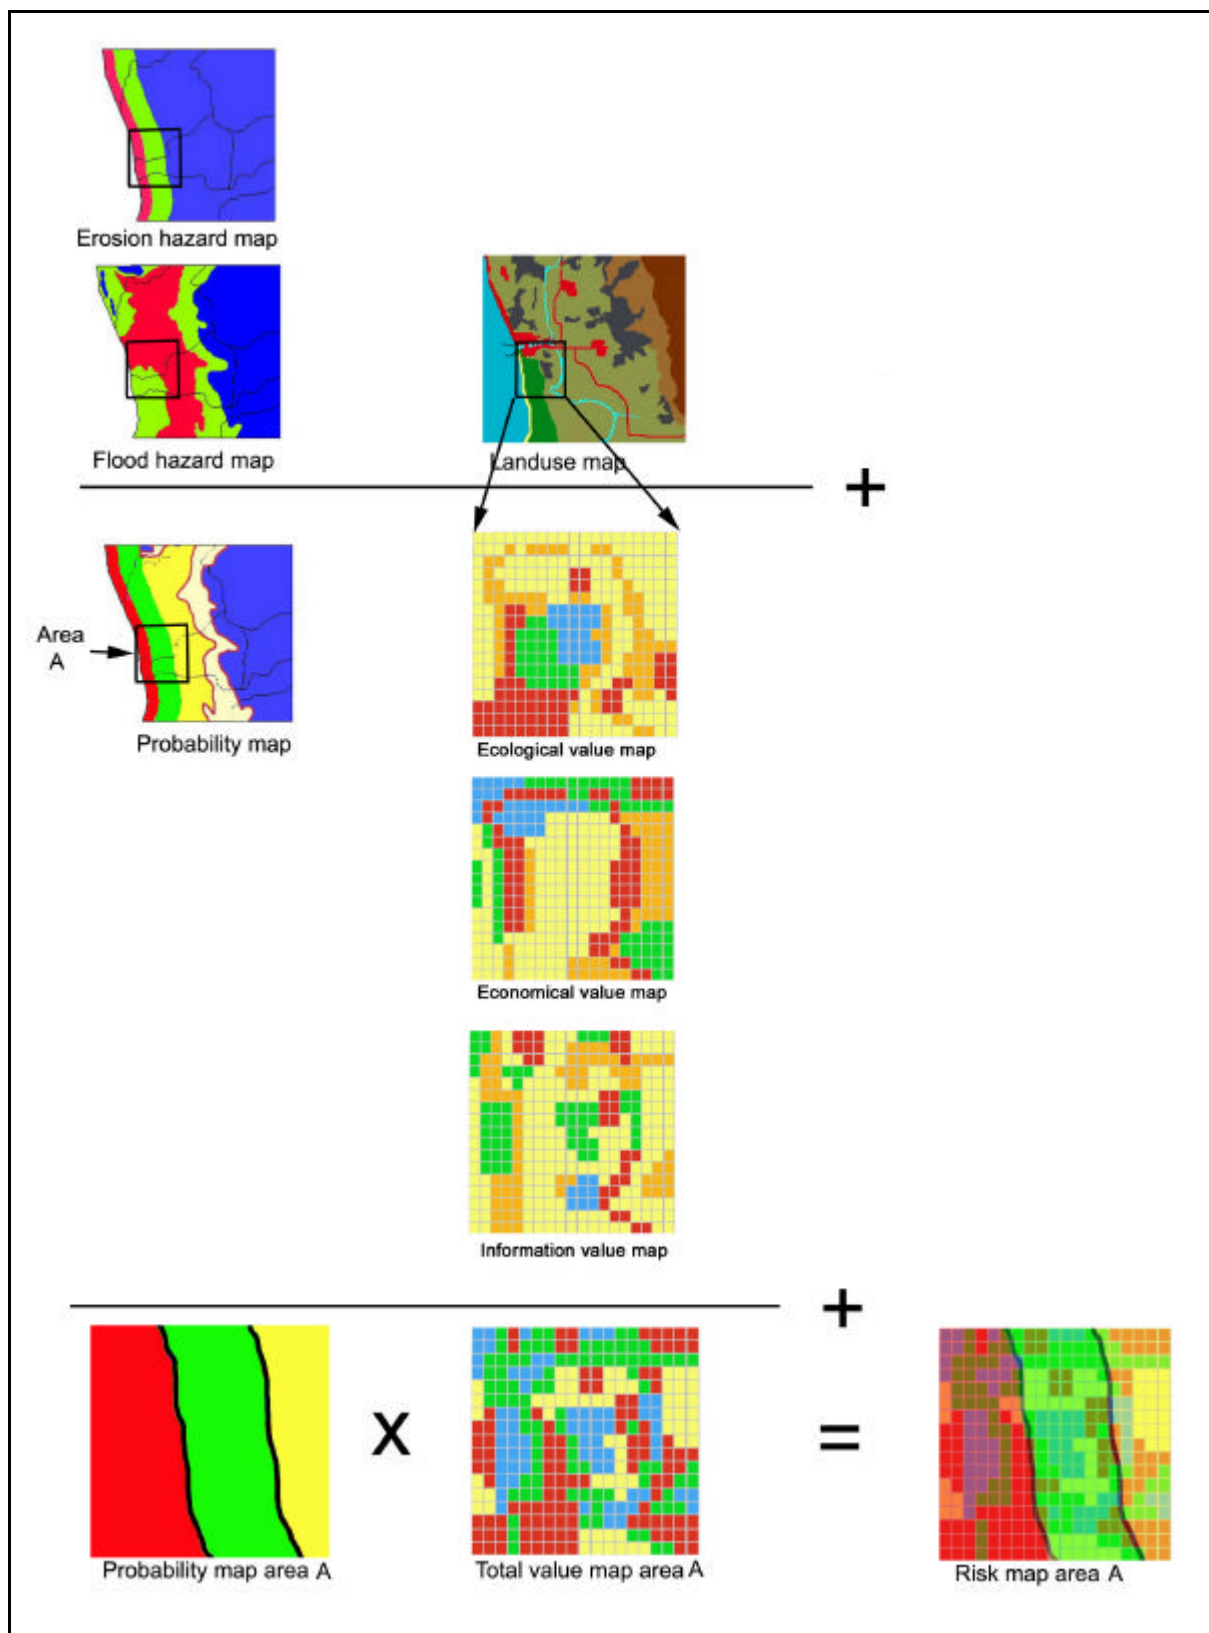 Erosion hazard map
Flood hazard map
Landuse map
+
Area
A
Probability map
Ecological value map
Economical value map
Information value map
+
Probability map area A
X
Total value map area A
=
Risk map area A